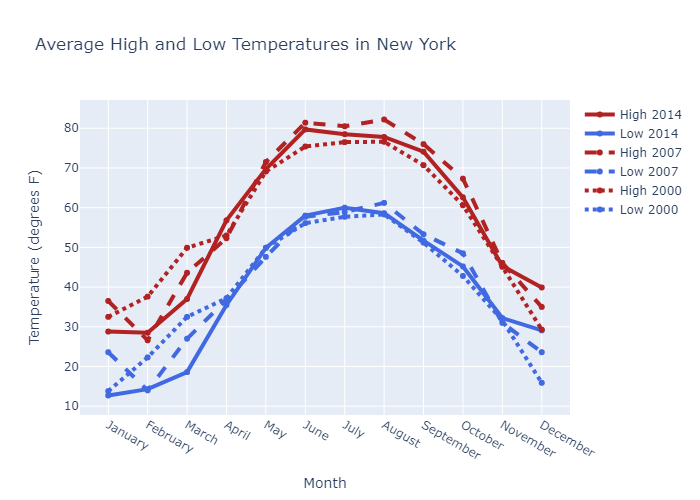 Average High and Low Temperatures in New York
Temperature (degrees F)
80
70
60
50
40
30
20
10
January
February
March
April
May
June
July
August
September
October
November
December
Month
High 2014
Low 2014
High 2007
Low 2007
High 2000
Low 2000